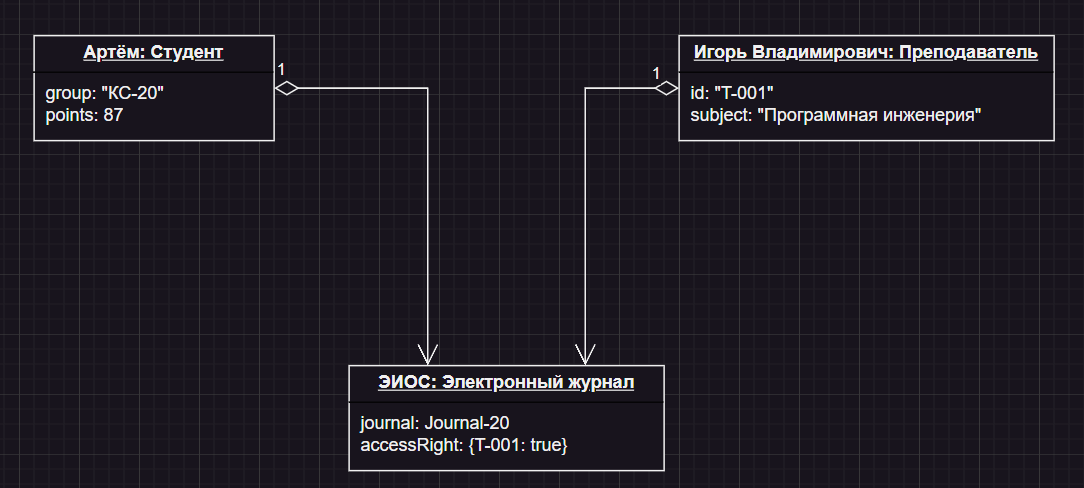 Артём: Студент
group: "КС-20"
points: 87
1
1
Игорь Владимирович: Преподаватель
id: "T-001"
subject: "Программная инженерия"
ЭИОС: Электронный журнал
journal: Journal-20
accessRight: {T-001: true}